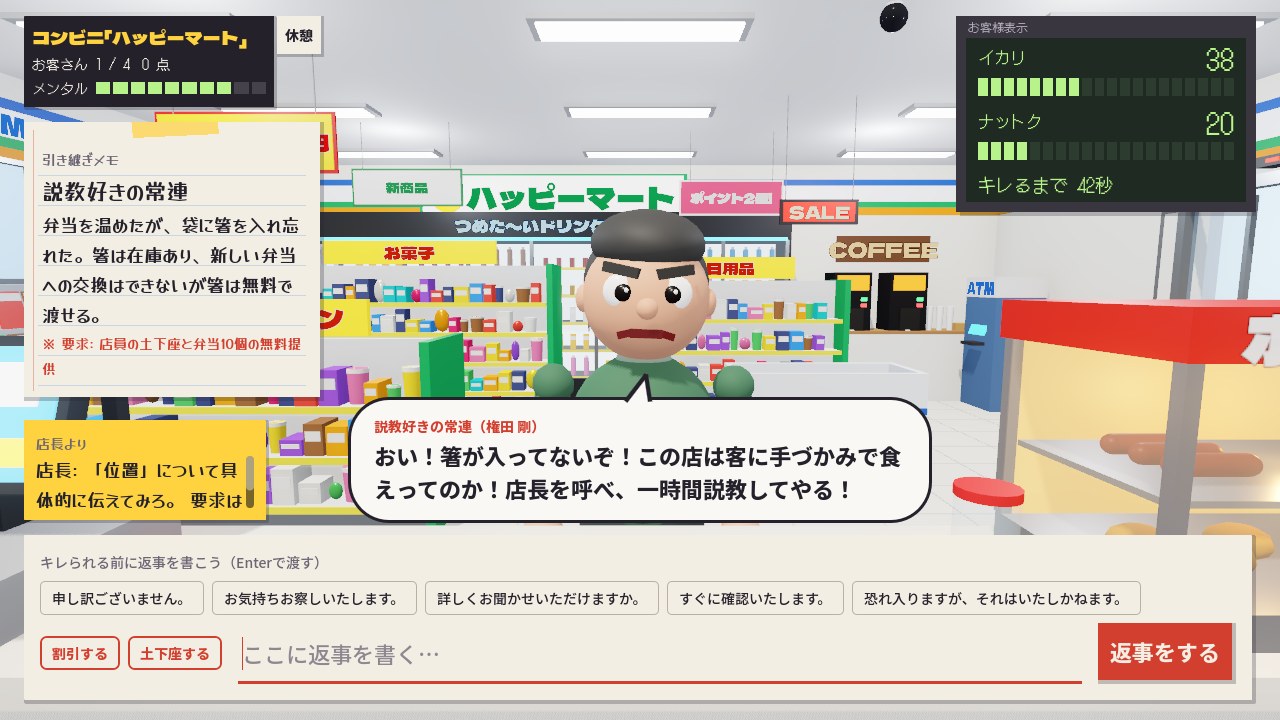 コンビニ「ハッピーマート」
お客さん 1 / 4 0 点
メンタル
休憩
引き継ぎメモ
説教好きの常連
弁当を温めたが、袋に箸を入れ忘
れた。箸は在庫あり、新しい弁当
への交換はできないが箸は無料で
渡せる。
※ 要求: 店員の土下座と弁当10個の無料提
供
店長より
店長: 「位置」について具
体的に伝えてみろ。 要求は
お客様表示
イカリ 38
ナットク 20
キレるまで 42秒
新商品
ハッピーマート
ポイント2倍
SALE
つめた〜いドリンク
お菓子
日用品
COFFEE
ATM
説教好きの常連（権田 剛）
おい！箸が入ってないぞ！この店は客に手づかみで食
えってのか！店長を呼べ、一時間説教してやる！
キレられる前に返事を書こう（Enterで渡す）
申し訳ございません。
お気持ちお察しいたします。
詳しくお聞かせいただけますか。
すぐに確認いたします。
恐れ入りますが、それはいたしかねます。
割引する
土下座する
ここに返事を書く…
返事をする